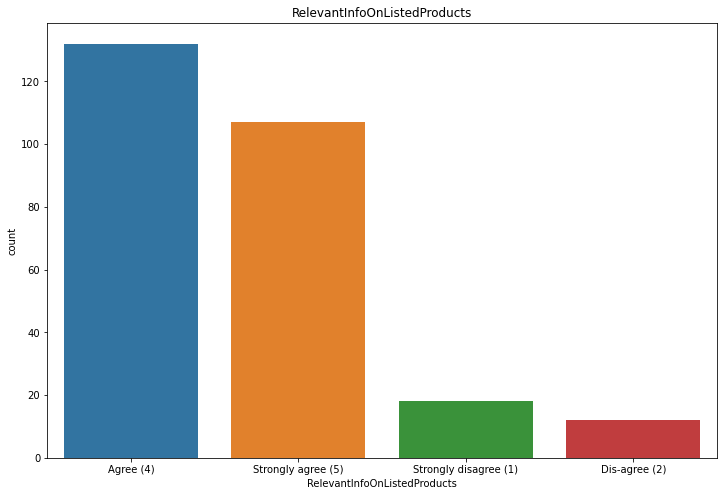 RelevantInfoOnListedProducts
count
120
100
80
60
40
20
0
Agree (4) Strongly agree (5) Strongly disagree (1) Dis-agree (2)
RelevantInfoOnListedProducts